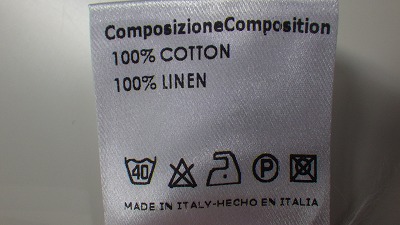 ComposizioneComposition
100% COTTON
100% LINEN
40 P
MADE IN ITALY-HECHO EN ITALIA